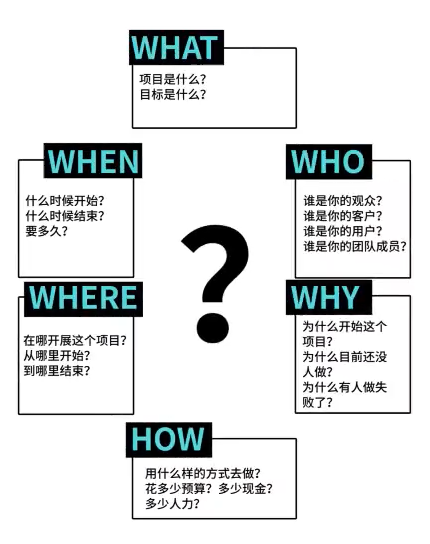 WHAT
项目是什么？
目标是什么？
WHEN
什么时候开始？
什么时候结束？
要多久？
WHO
谁是你的观众？
谁是你的客户？
谁是你的用户？
谁是你的团队成员？
?
WHERE
在哪开展这个项目？
从哪里开始？
到哪里结束？
WHY
为什么开始这个
项目？
为什么目前还没
人做？
为什么有人做失
败了？
HOW
用什么样的方式去做？
花多少预算？多少现金？
多少人力？